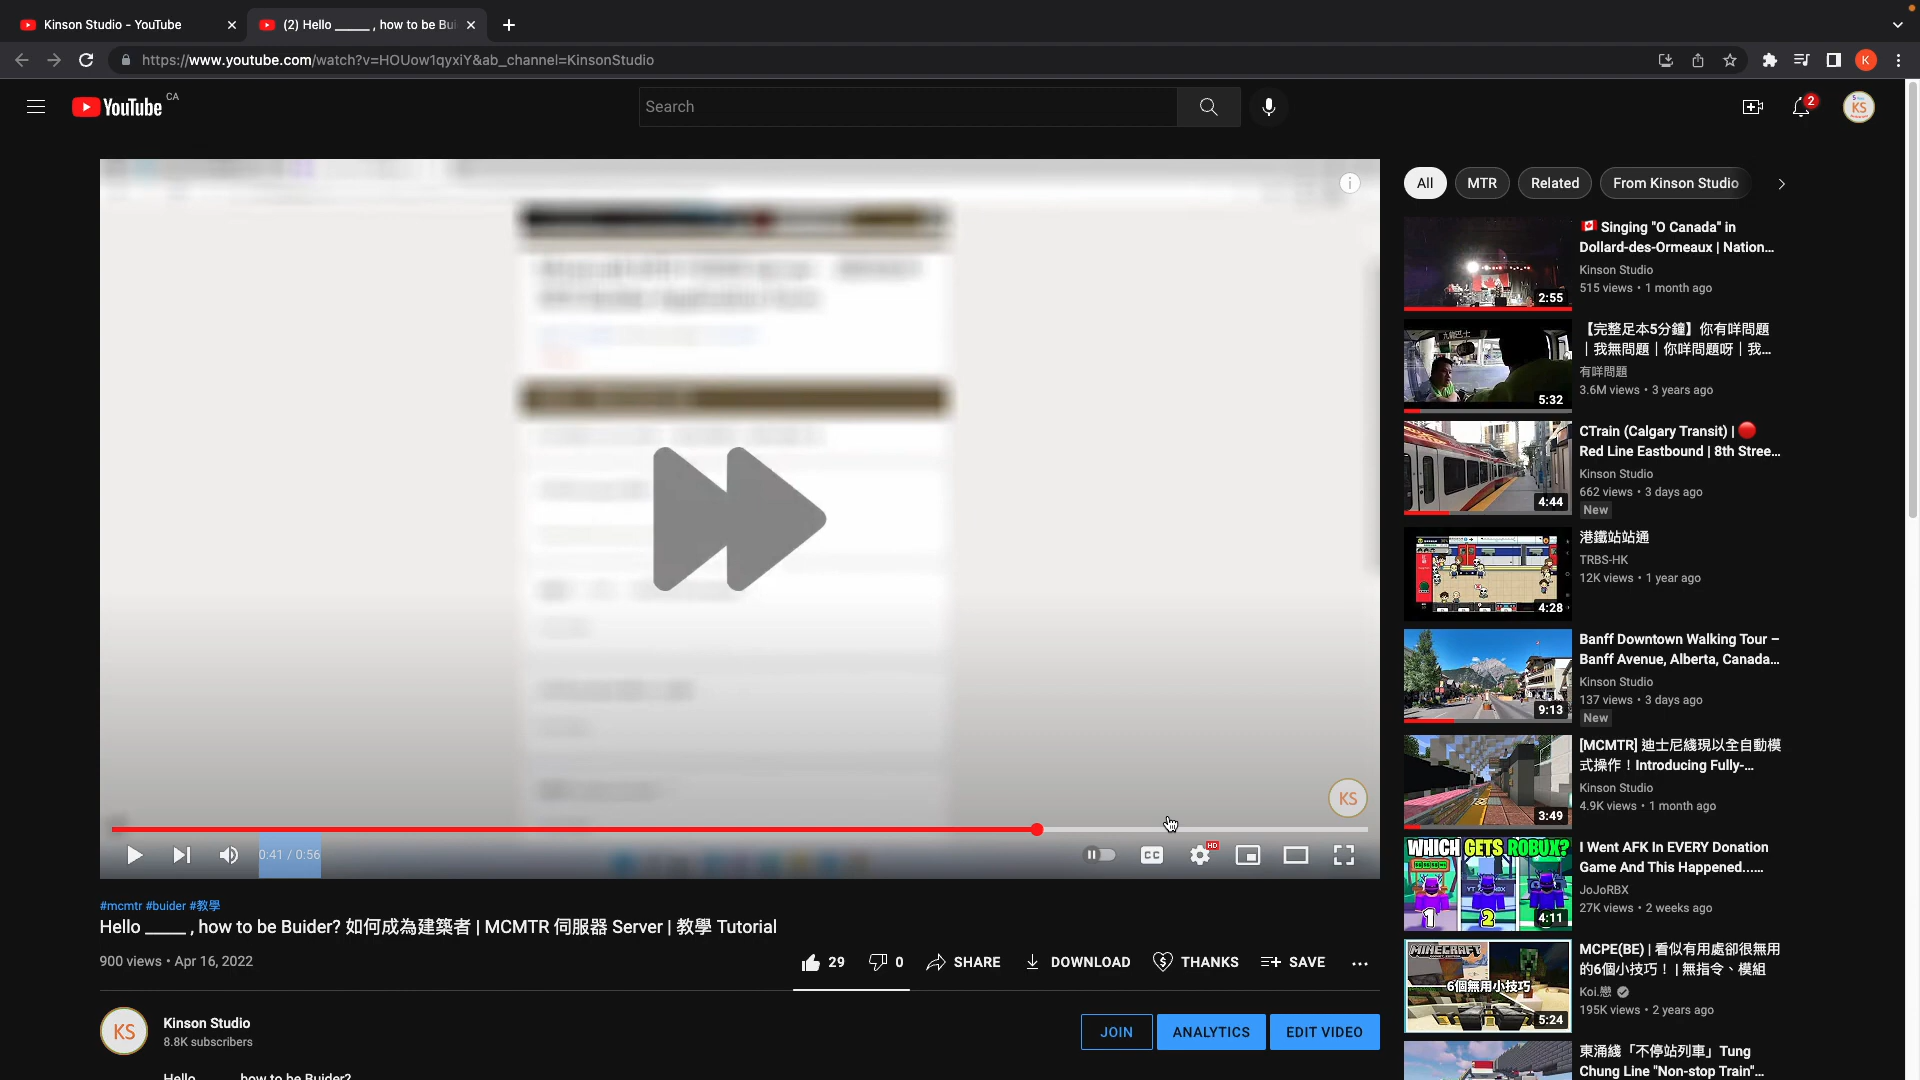 Kinson Studio - YouTube
(2) Hello _____ , how to be Bui
https://www.youtube.com/watch?v=HOUow1qyxiY&ab_channel=KinsonStudio
K
YouTube CA
Search
2
KS
All
MTR
Related
From Kinson Studio
🇨🇦 Singing "O Canada" in
Dollard-des-Ormeaux | Nation...
Kinson Studio
515 views • 1 month ago
2:55
【完整足本5分鐘】你有咩問題
｜我無問題｜你咩問題呀｜我...
有咩問題
3.6M views • 3 years ago
5:32
CTrain (Calgary Transit) | 🔴
Red Line Eastbound | 8th Stree...
Kinson Studio
662 views • 3 days ago
New
4:44
港鐵站站通
TRBS-HK
12K views • 1 year ago
4:28
Banff Downtown Walking Tour –
Banff Avenue, Alberta, Canada...
Kinson Studio
137 views • 3 days ago
New
9:13
[MCMTR] 迪士尼綫現以全自動模
式操作！Introducing Fully-...
Kinson Studio
4.9K views • 1 month ago
3:49
WHICH GETS ROBUX?
1
2
I Went AFK In EVERY Donation
Game And This Happened......
JoJoRBX
27K views • 2 weeks ago
4:11
MINECRAFT
6個無用小技巧
MCPE(BE) | 看似有用處卻很無用
的6個小技巧！ | 無指令、模組
Koi.戀
195K views • 2 years ago
5:24
東涌綫「不停站列車」Tung
Chung Line "Non-stop Train"...
KS
0:41 / 0:56
CC
HD
#mcmtr #buider #教學
Hello _____ , how to be Buider? 如何成為建築者 | MCMTR 伺服器 Server | 教學 Tutorial
900 views • Apr 16, 2022
29
0
SHARE
DOWNLOAD
THANKS
SAVE
KS
Kinson Studio
8.8K subscribers
JOIN
ANALYTICS
EDIT VIDEO
Hello _____ how to be Buider?